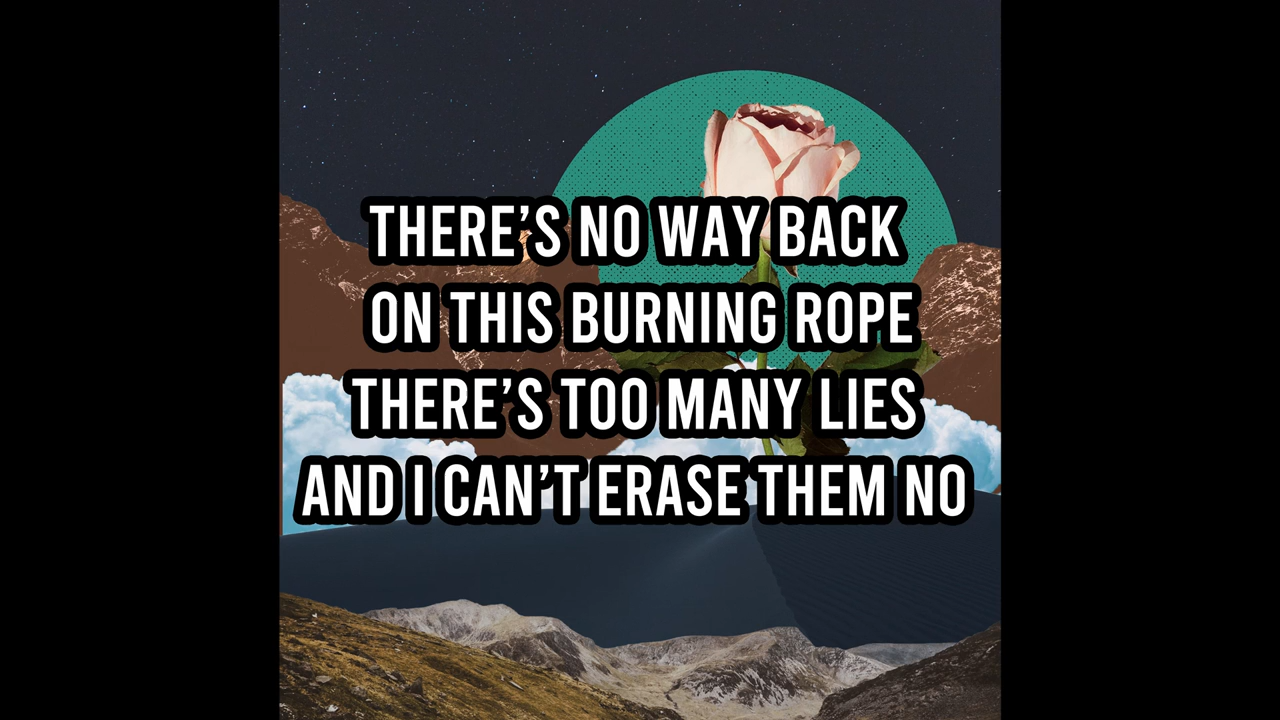 THERE’S NO WAY BACK
ON THIS BURNING ROPE
THERE’S TOO MANY LIES
AND I CAN’T ERASE THEM NO